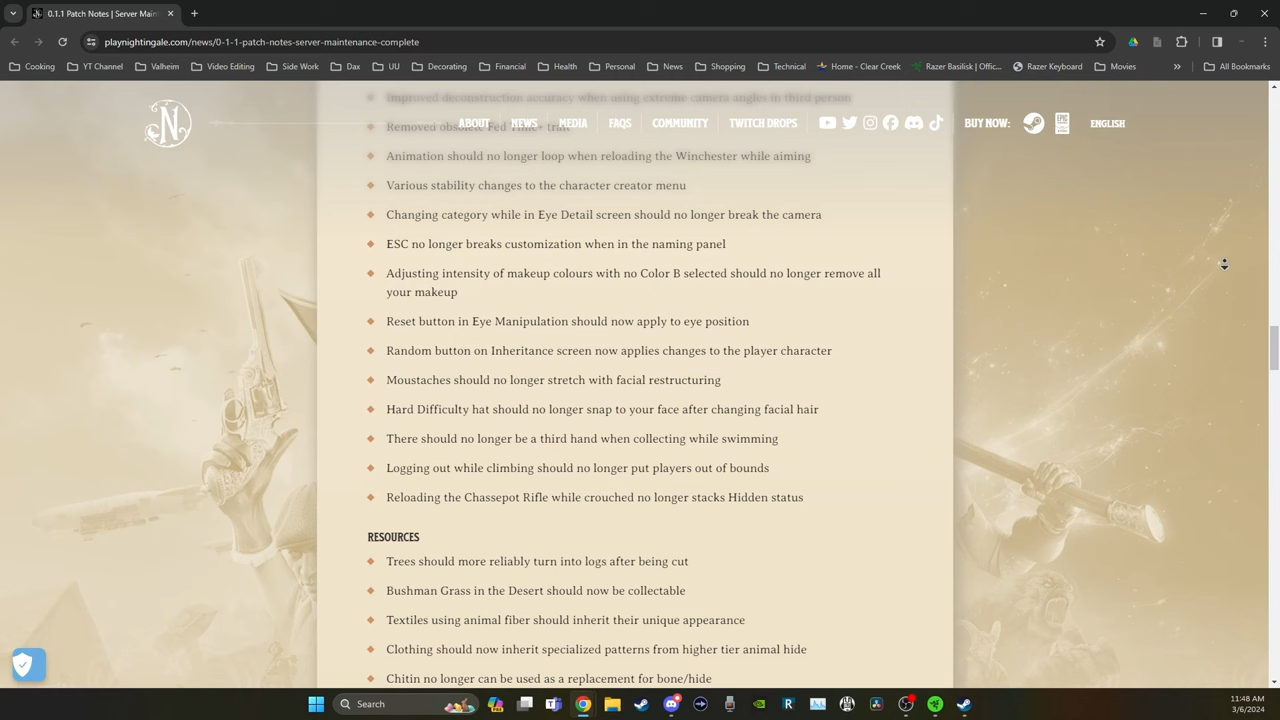 0.1.1 Patch Notes | Server Main
playnightingale.com/news/0-1-1-patch-notes-server-maintenance-complete
Cooking YT Channel Valheim Video Editing Side Work Dax UU Decorating Financial Health Personal News Shopping Technical Home - Clear Creek Razer Basilisk | Offic... Razer Keyboard Movies » All Bookmarks
Improved deconstruction accuracy when using extreme camera angles in third person
N ABOUT NEWS MEDIA FAQS COMMUNITY TWITCH DROPS BUY NOW: ENGLISH
Removed obsolete Fed Time+ trait
Animation should no longer loop when reloading the Winchester while aiming
Various stability changes to the character creator menu
Changing category while in Eye Detail screen should no longer break the camera
ESC no longer breaks customization when in the naming panel
Adjusting intensity of makeup colours with no Color B selected should no longer remove all
your makeup
Reset button in Eye Manipulation should now apply to eye position
Random button on Inheritance screen now applies changes to the player character
Moustaches should no longer stretch with facial restructuring
Hard Difficulty hat should no longer snap to your face after changing facial hair
There should no longer be a third hand when collecting while swimming
Logging out while climbing should no longer put players out of bounds
Reloading the Chassepot Rifle while crouched no longer stacks Hidden status
RESOURCES
Trees should more reliably turn into logs after being cut
Bushman Grass in the Desert should now be collectable
Textiles using animal fiber should inherit their unique appearance
Clothing should now inherit specialized patterns from higher tier animal hide
Chitin no longer can be used as a replacement for bone/hide
Search
11:48 AM
3/6/2024